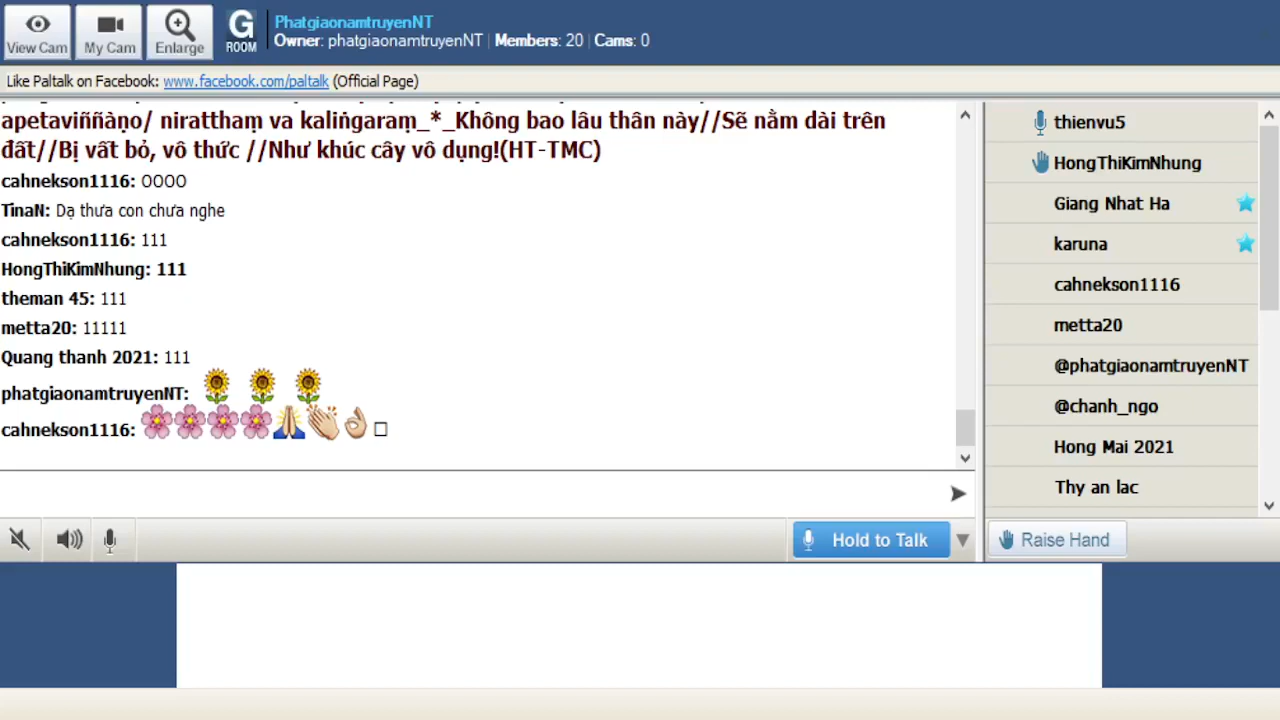 View Cam
My Cam
Enlarge
G
ROOM
PhatgiaonamtruyenNT
Owner: phatgiaonamtruyenNT | Members: 20 | Cams: 0
Like Paltalk on Facebook: www.facebook.com/paltalk (Official Page)
apetaviññāṇo/ niratthaṃ va kaliṅgaraṃ_*_Không bao lâu thân này//Sẽ nằm dài trên
đất//Bị vất bỏ, vô thức //Như khúc cây vô dụng!(HT-TMC)
cahnekson1116: OOOO
TinaN: Dạ thưa con chưa nghe
cahnekson1116: 111
HongThiKimNhung: 111
theman 45: 111
metta20: 11111
Quang thanh 2021: 111
phatgiaonamtruyenNT:
cahnekson1116:
Hold to Talk
thienvu5
HongThiKimNhung
Giang Nhat Ha
karuna
cahnekson1116
metta20
@phatgiaonamtruyenNT
@chanh_ngo
Hong Mai 2021
Thy an lac
Raise Hand